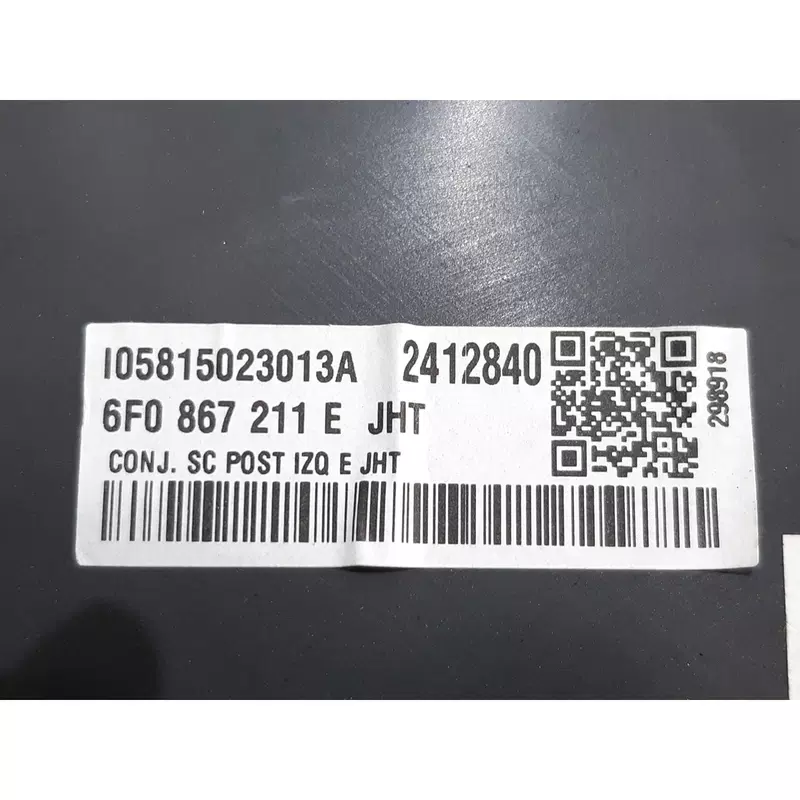 I05815023013A 2412840
6F0 867 211 E JHT
CONJ. SC POST IZQ E JHT
298918